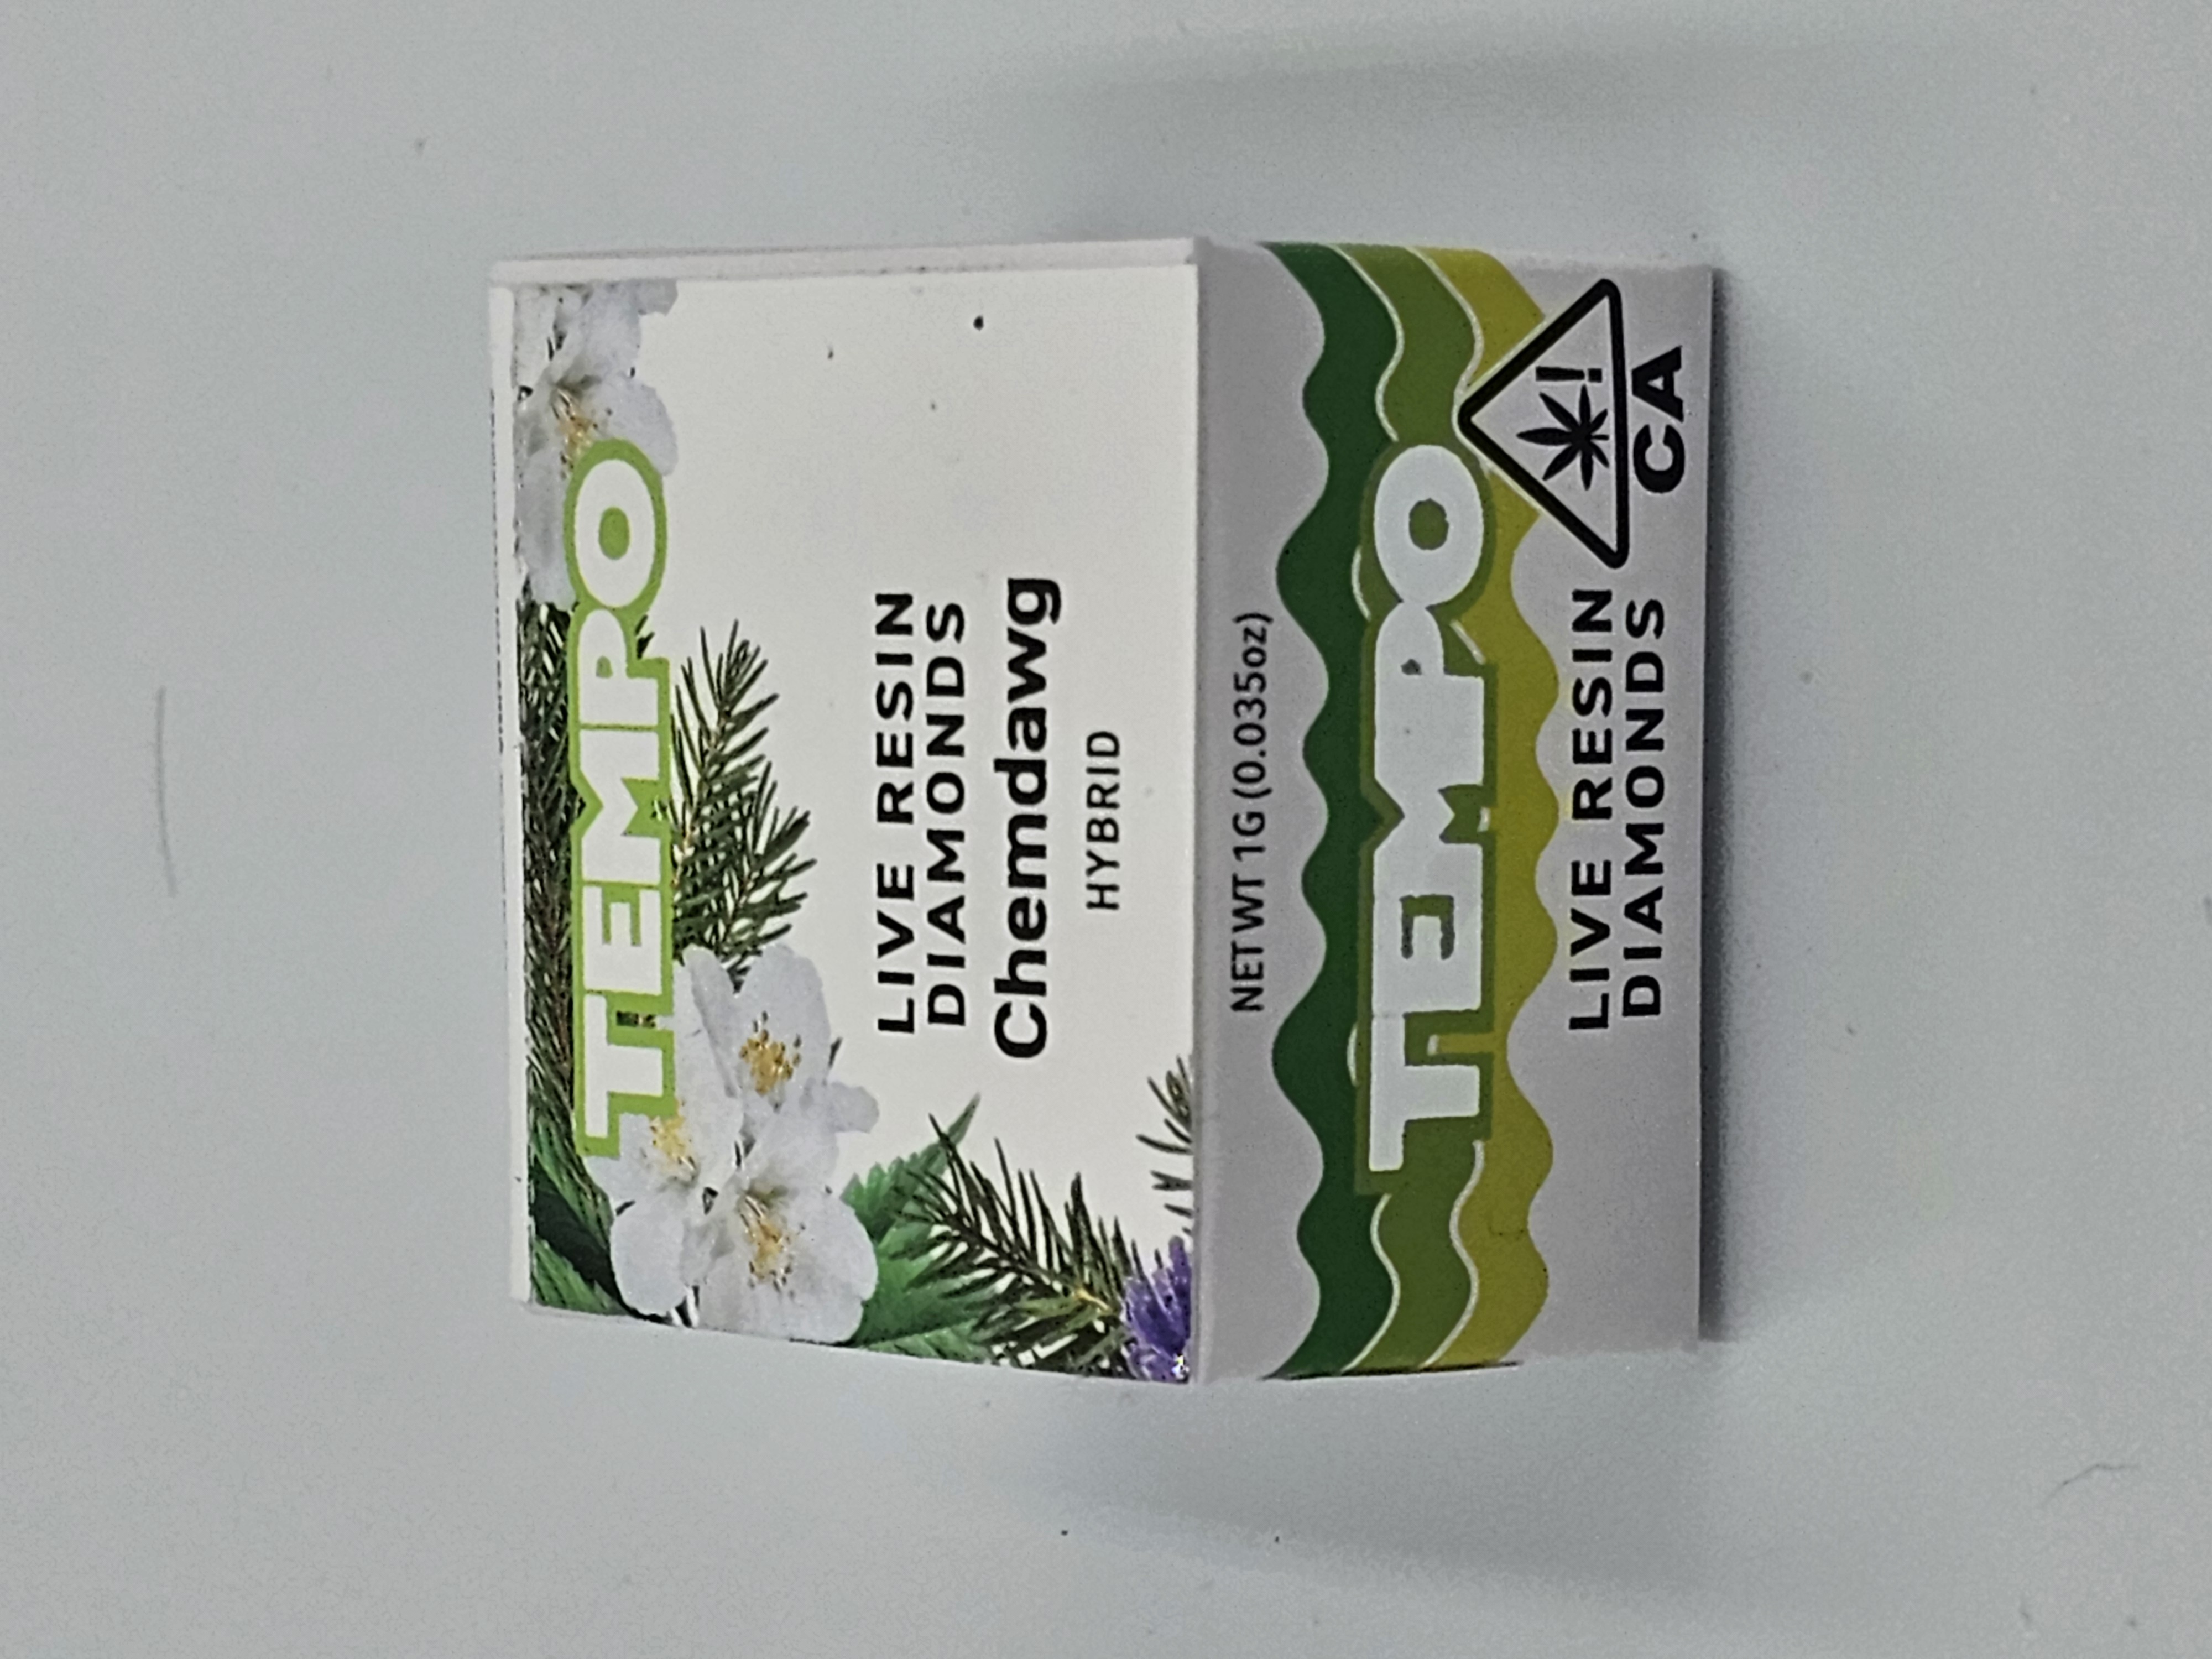 TEMPO
LIVE RESIN
DIAMONDS
Chemdawg
HYBRID
NET WT 1G (0.035oz)
TEMPO
LIVE RESIN
DIAMONDS
!
CA